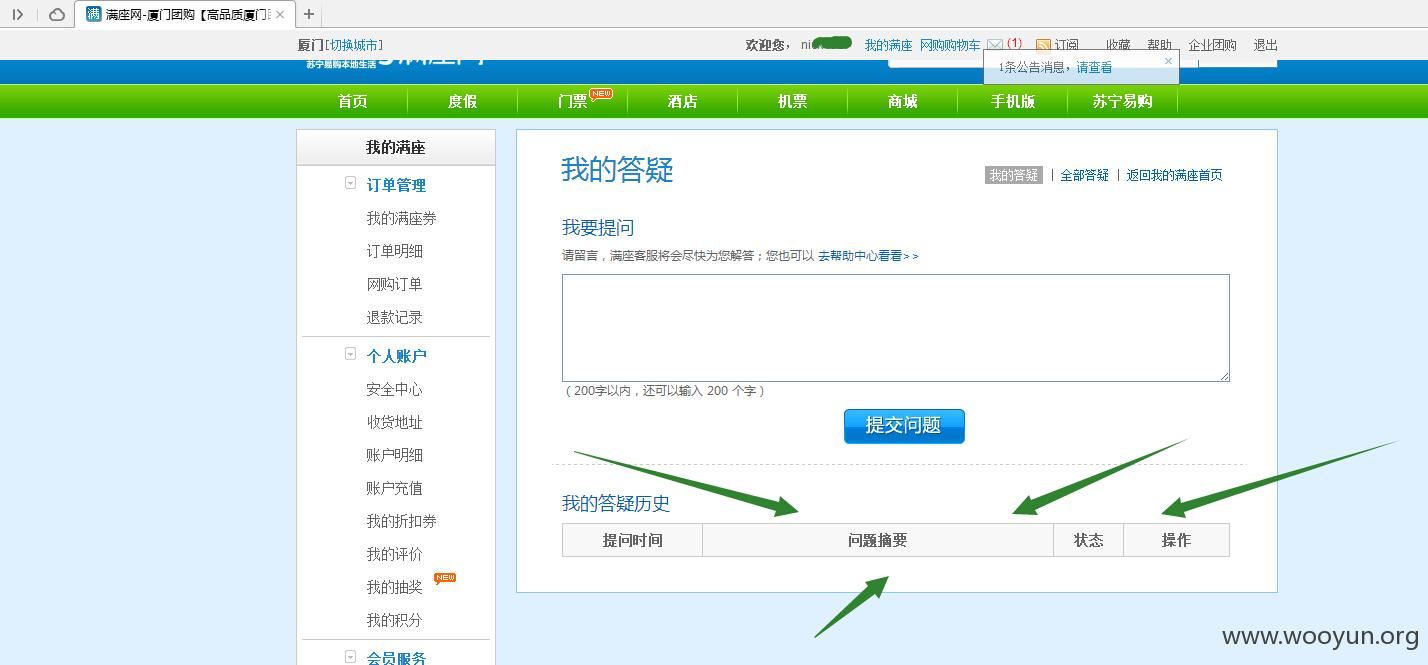 满座网-厦门团购【高品质厦门团
厦门[切换城市]
欢迎您， ni
我的满座 网购购物车 (1) 订阅 收藏 帮助 企业团购 退出
苏宁易购本地生活
1条公告消息，请查看
首页 度假 门票 NEW 酒店 机票 商城 手机版 苏宁易购
我的满座
订单管理
我的满座券
订单明细
网购订单
退款记录
个人账户
安全中心
收货地址
账户明细
账户充值
我的折扣券
我的评价
我的抽奖 NEW
我的积分
会员服务
我的答疑
我的答疑 | 全部答疑 | 返回我的满座首页
我要提问
请留言，满座客服将会尽快为您解答；您也可以 去帮助中心看看>>
（200字以内，还可以输入 200 个字）
提交问题
我的答疑历史
提问时间 问题摘要 状态 操作
www.wooyun.org